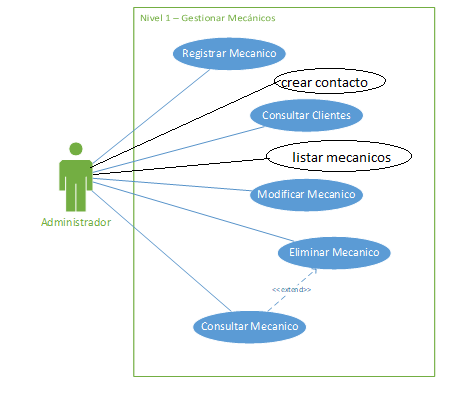 Nivel 1 – Gestionar Mecánicos
Registrar Mecanico
crear contacto
Consultar Clientes
listar mecanicos
Modificar Mecanico
Administrador
Eliminar Mecanico
<<extend>>
Consultar Mecanico